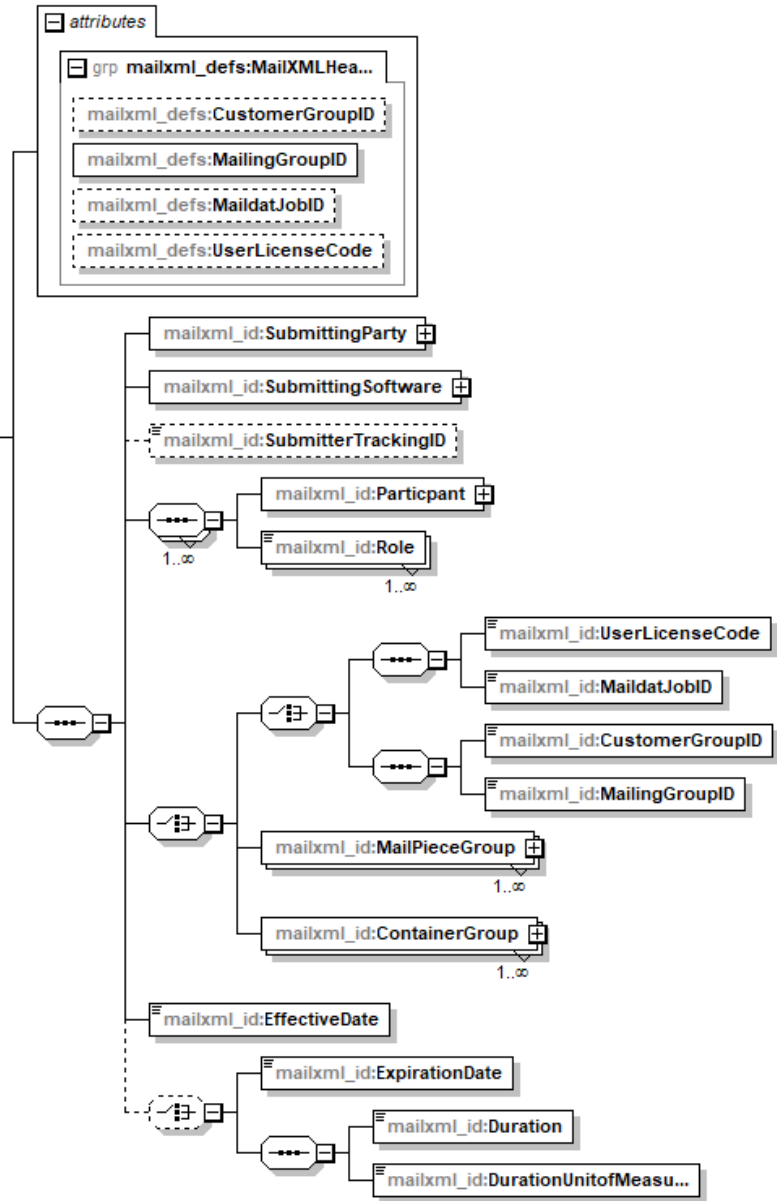 attributes
grp mailxml_defs:MailXMLHea...
mailxml_defs:CustomerGroupID
mailxml_defs:MailingGroupID
mailxml_defs:MaildatJobID
mailxml_defs:UserLicenseCode
mailxml_id:SubmittingParty
mailxml_id:SubmittingSoftware
mailxml_id:SubmitterTrackingID
mailxml_id:Particpant
1..∞
mailxml_id:Role
1..∞
mailxml_id:UserLicenseCode
mailxml_id:MaildatJobID
mailxml_id:CustomerGroupID
mailxml_id:MailingGroupID
mailxml_id:MailPieceGroup
1..∞
mailxml_id:ContainerGroup
1..∞
mailxml_id:EffectiveDate
mailxml_id:ExpirationDate
mailxml_id:Duration
mailxml_id:DurationUnitofMeasu...